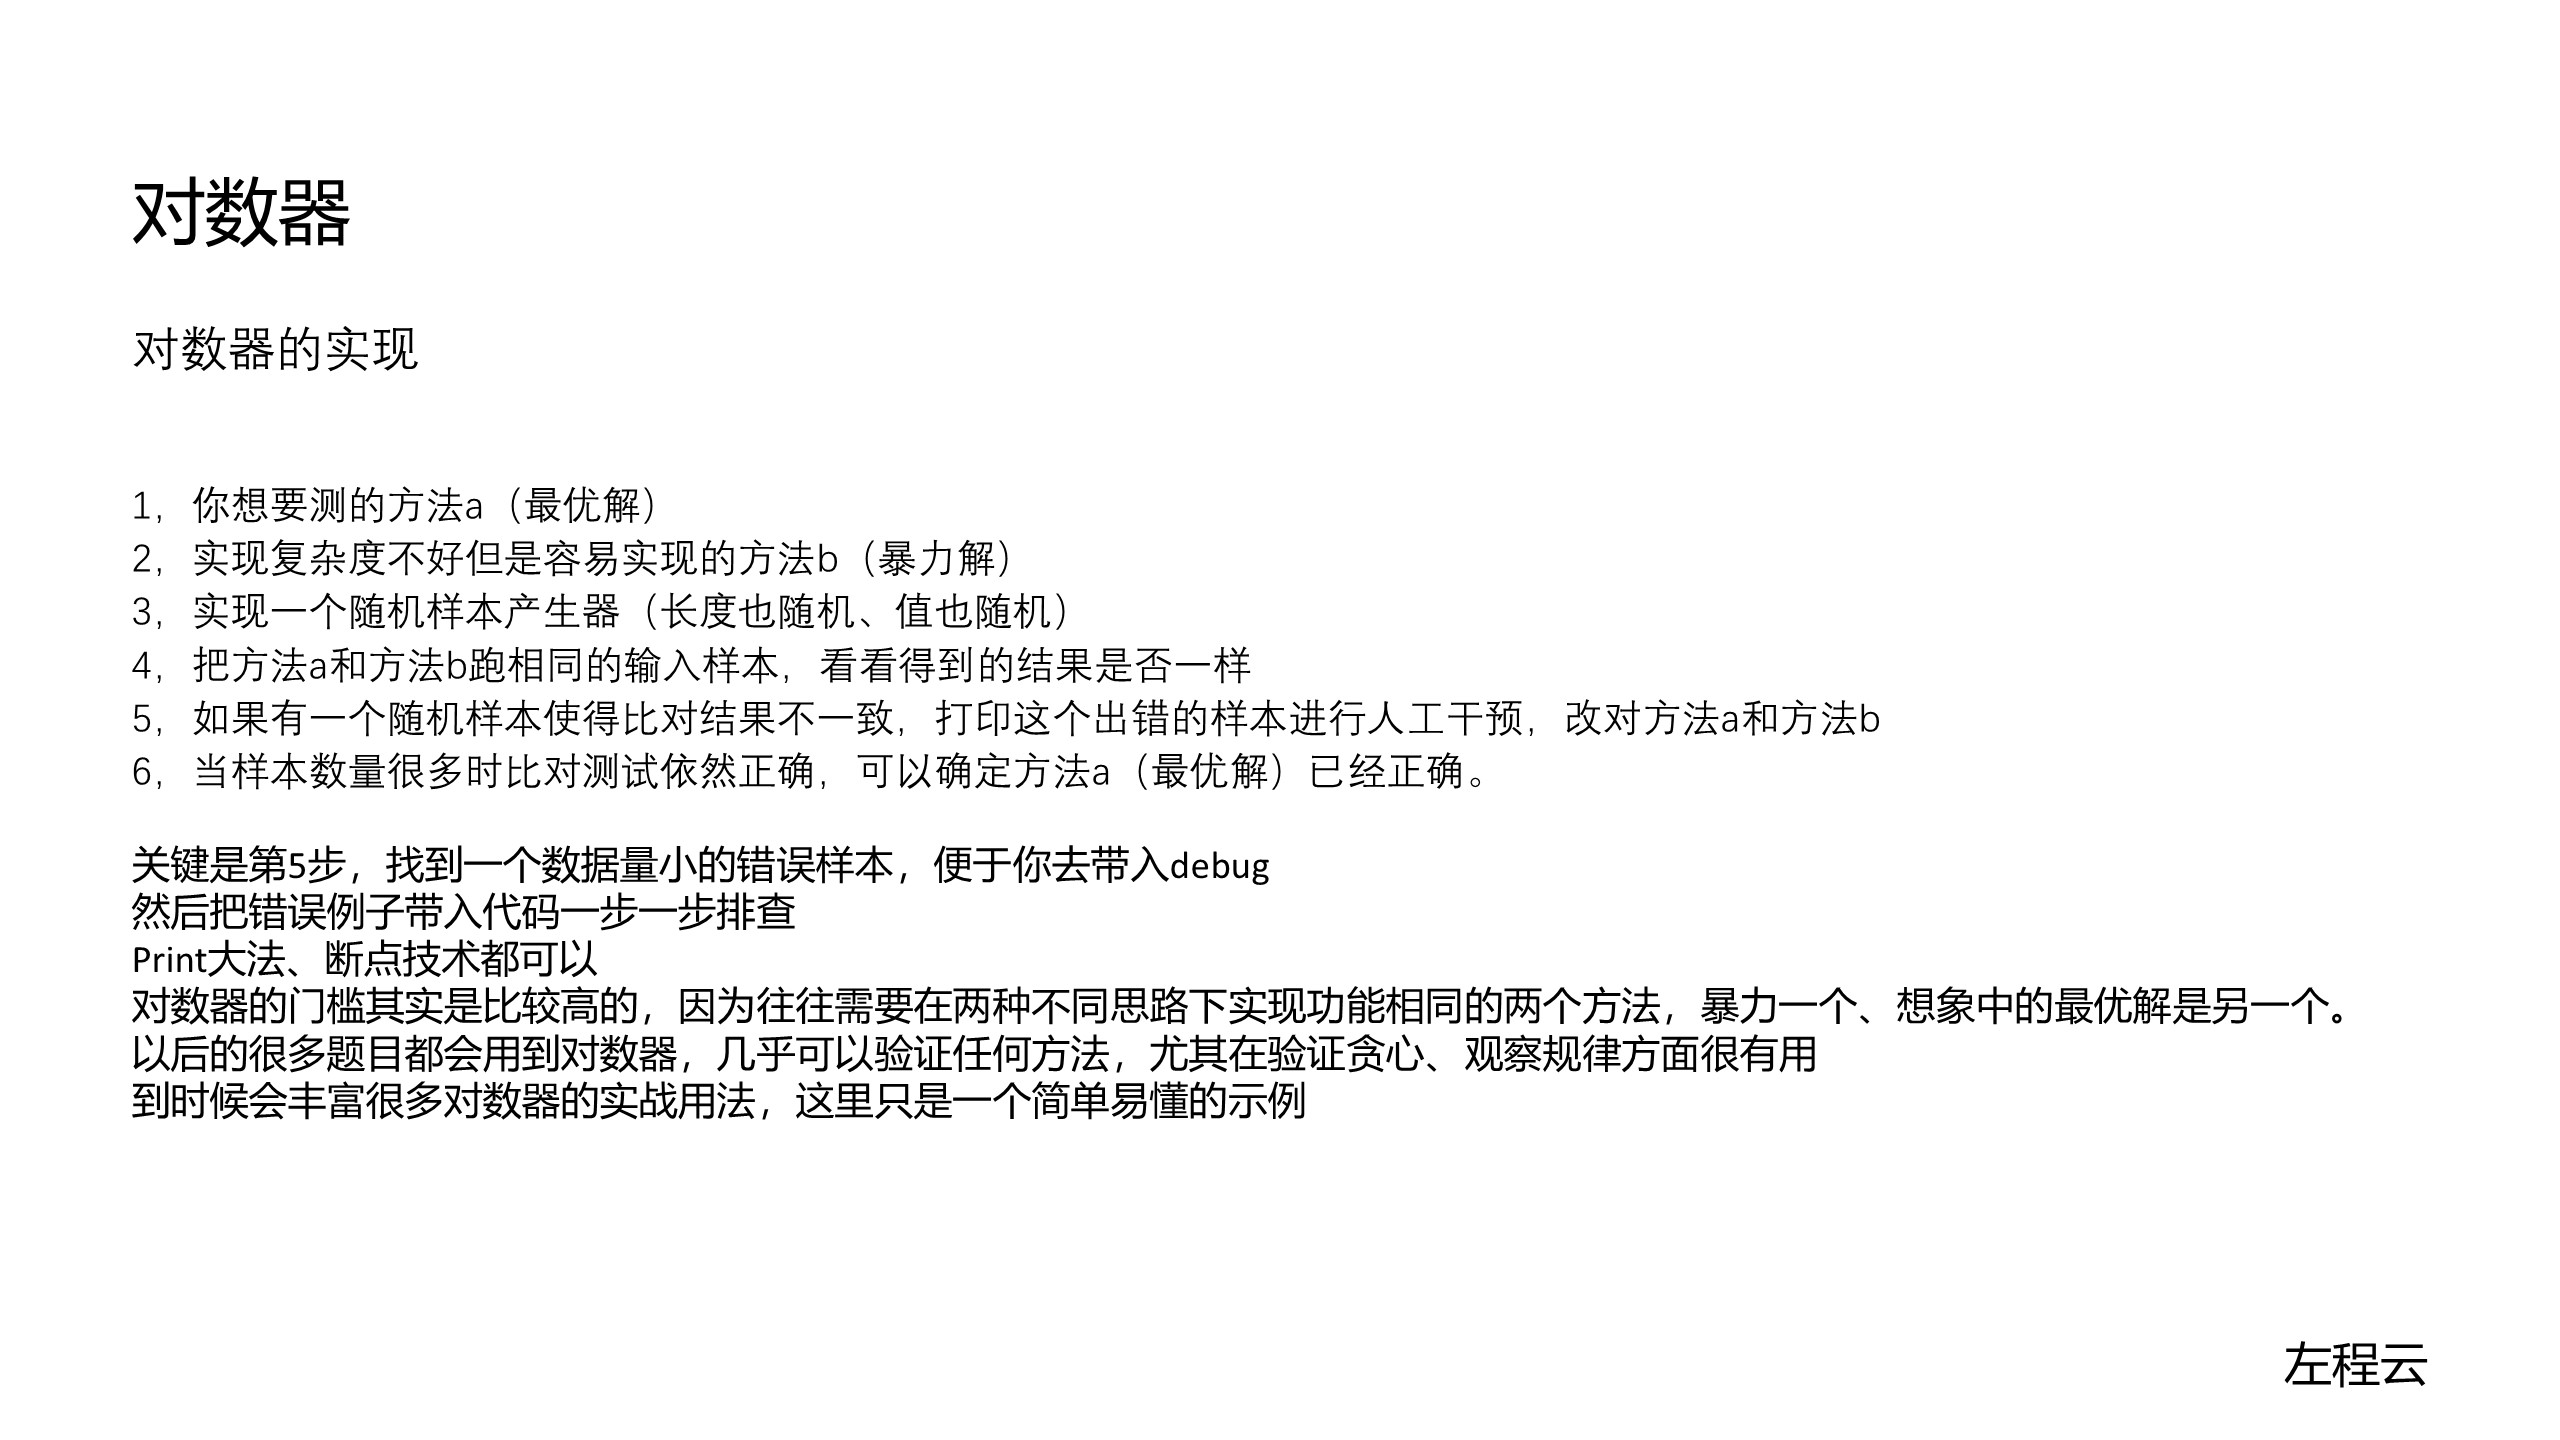 对数器
对数器的实现
1，你想要测的方法a（最优解）
2，实现复杂度不好但是容易实现的方法b（暴力解）
3，实现一个随机样本产生器（长度也随机、值也随机）
4，把方法a和方法b跑相同的输入样本，看看得到的结果是否一样
5，如果有一个随机样本使得比对结果不一致，打印这个出错的样本进行人工干预，改对方法a和方法b
6，当样本数量很多时比对测试依然正确，可以确定方法a（最优解）已经正确。
关键是第5步，找到一个数据量小的错误样本，便于你去带入debug
然后把错误例子带入代码一步一步排查
Print大法、断点技术都可以
对数器的门槛其实是比较高的，因为往往需要在两种不同思路下实现功能相同的两个方法，暴力一个、想象中的最优解是另一个。
以后的很多题目都会用到对数器，几乎可以验证任何方法，尤其在验证贪心、观察规律方面很有用
到时候会丰富很多对数器的实战用法，这里只是一个简单易懂的示例
左程云